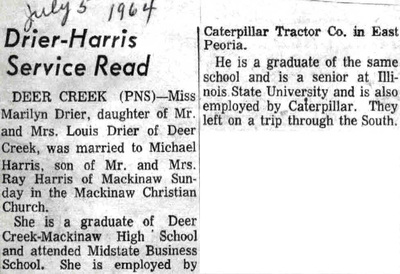 July 5 1964
Drier-Harris
Service Read
DEER CREEK (PNS)—Miss
Marilyn Drier, daughter of Mr.
and Mrs. Louis Drier of Deer
Creek, was married to Michael
Harris, son of Mr. and Mrs.
Ray Harris of Mackinaw Sun-
day in the Mackinaw Christian
Church.
She is a graduate of Deer
Creek-Mackinaw High School
and attended Midstate Business
School. She is employed by
Caterpillar Tractor Co. in East
Peoria.
He is a graduate of the same
school and is a senior at Illi-
nois State University and is also
employed by Caterpillar. They
left on a trip through the South.